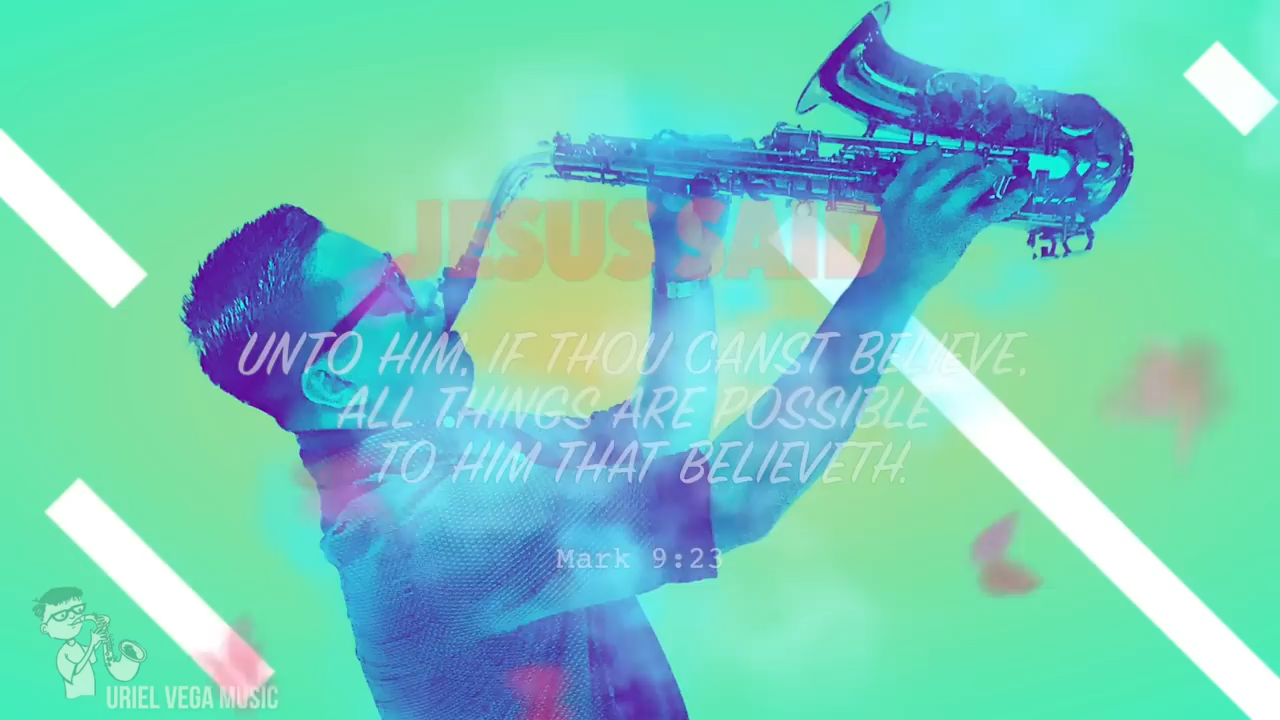 JESUS SAID
UNTO HIM, IF THOU CANST BELIEVE,
ALL THINGS ARE POSSIBLE
TO HIM THAT BELIEVETH.
Mark 9:23
URIEL VEGA MUSIC